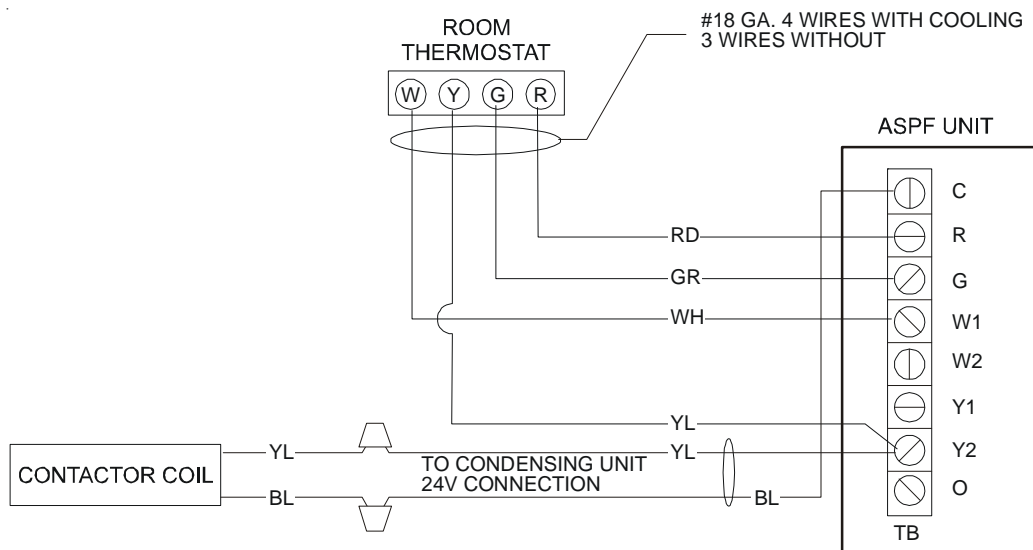 #18 GA. 4 WIRES WITH COOLING
3 WIRES WITHOUT
ROOM
THERMOSTAT
W Y G R
ASPF UNIT
C
RD R
GR G
WH W1
W2
Y1
YL
YL YL Y2
CONTACTOR COIL
TO CONDENSING UNIT
24V CONNECTION
BL BL O
TB